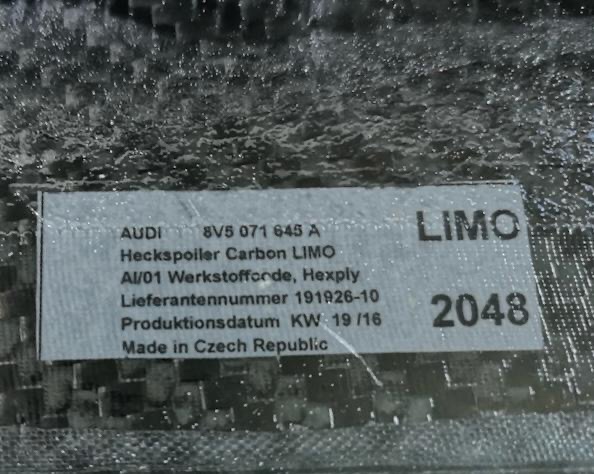 AUDI 8V5 071 645 A
LIMO
Heckspoiler Carbon LIMO
AI/01 Werkstoffcode, Hexply
Lieferantennummer 191926-10
2048
Produktionsdatum KW 19 /16
Made in Czech Republic